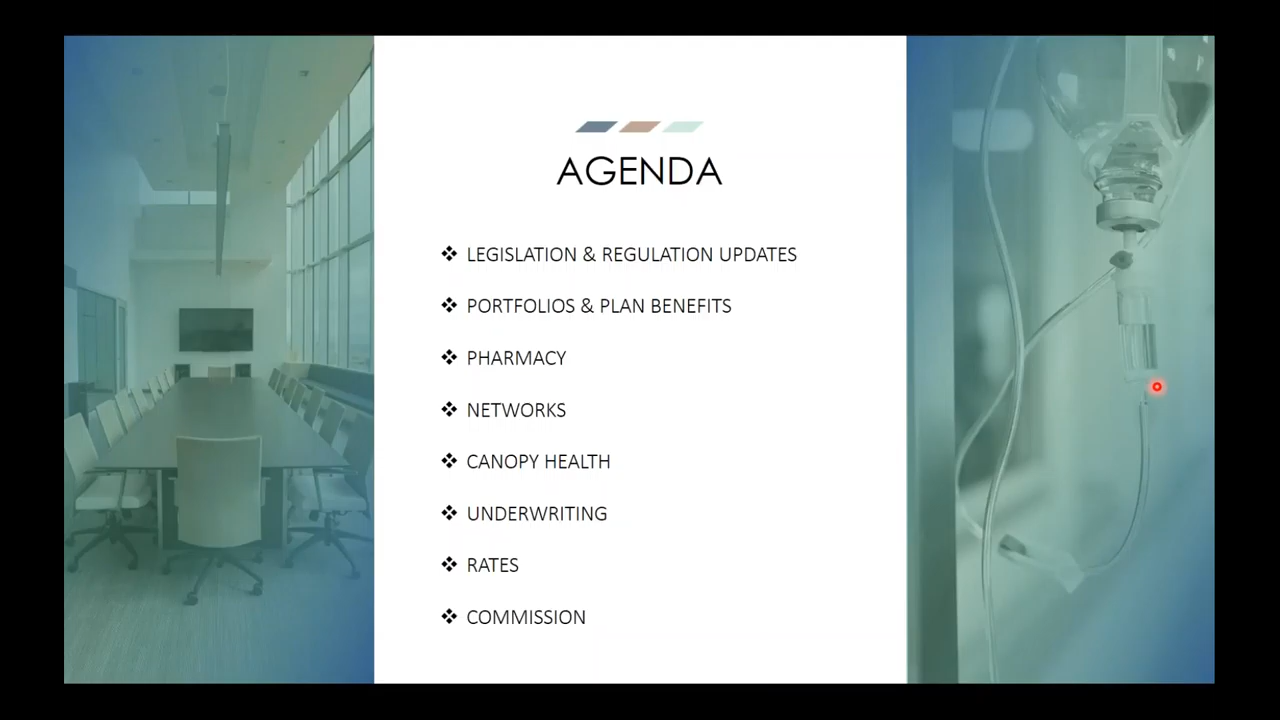 AGENDA
❖ LEGISLATION & REGULATION UPDATES
❖ PORTFOLIOS & PLAN BENEFITS
❖ PHARMACY
❖ NETWORKS
❖ CANOPY HEALTH
❖ UNDERWRITING
❖ RATES
❖ COMMISSION